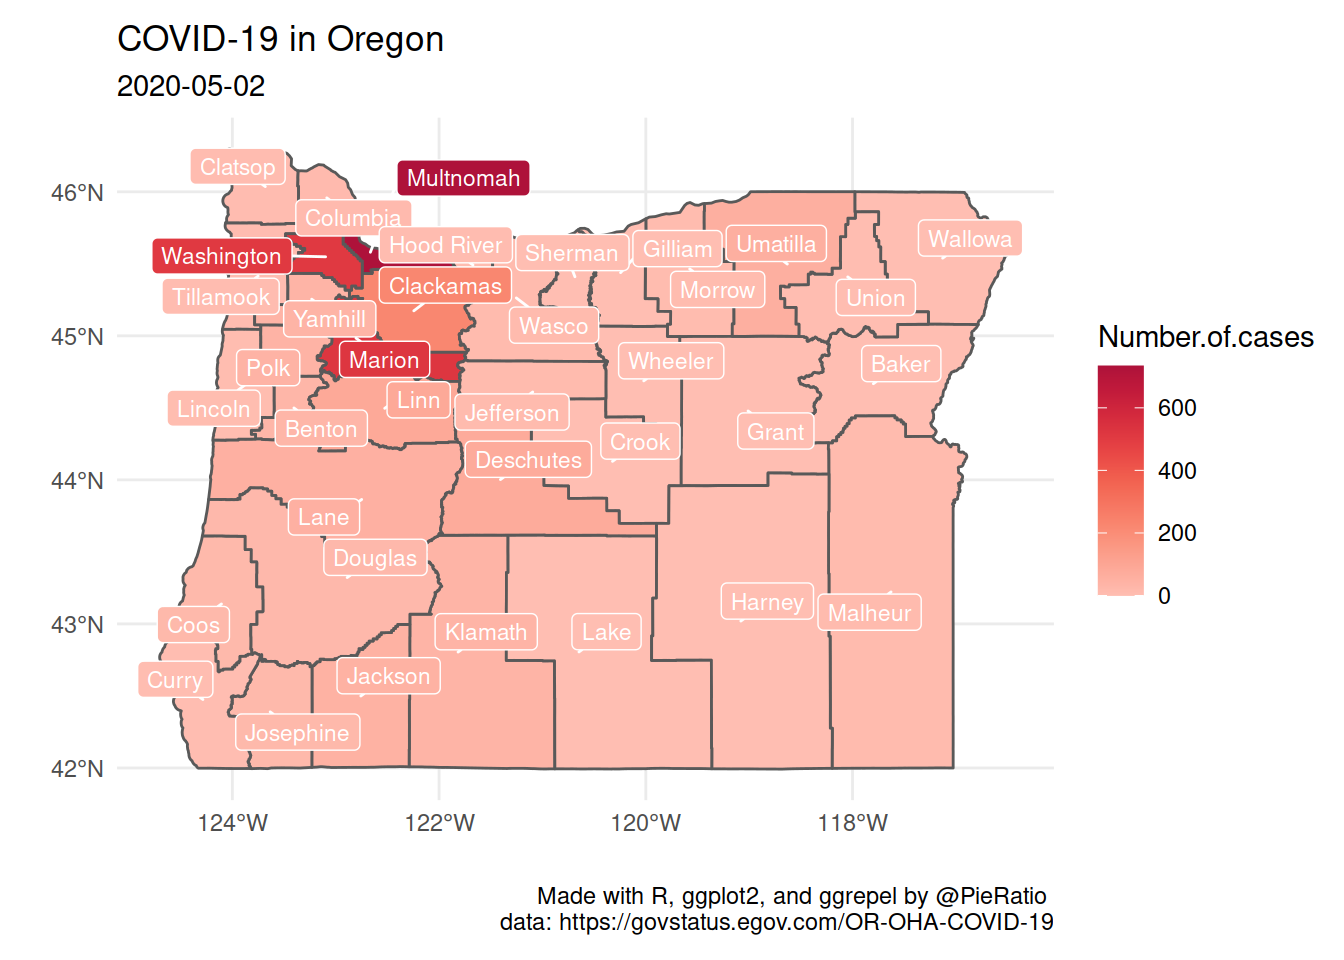 COVID-19 in Oregon
2020-05-02
46°N
45°N
44°N
43°N
42°N
124°W
122°W
120°W
118°W
Clatsop
Multnomah
Columbia
Washington
Hood River
Sherman
Gilliam
Umatilla
Wallowa
Tillamook
Clackamas
Morrow
Union
Yamhill
Wasco
Polk
Marion
Wheeler
Baker
Lincoln
Linn
Jefferson
Benton
Crook
Grant
Deschutes
Lane
Douglas
Coos
Klamath
Lake
Harney
Malheur
Curry
Jackson
Josephine
Number.of.cases
600
400
200
0
Made with R, ggplot2, and ggrepel by @PieRatio
data: https://govstatus.egov.com/OR-OHA-COVID-19